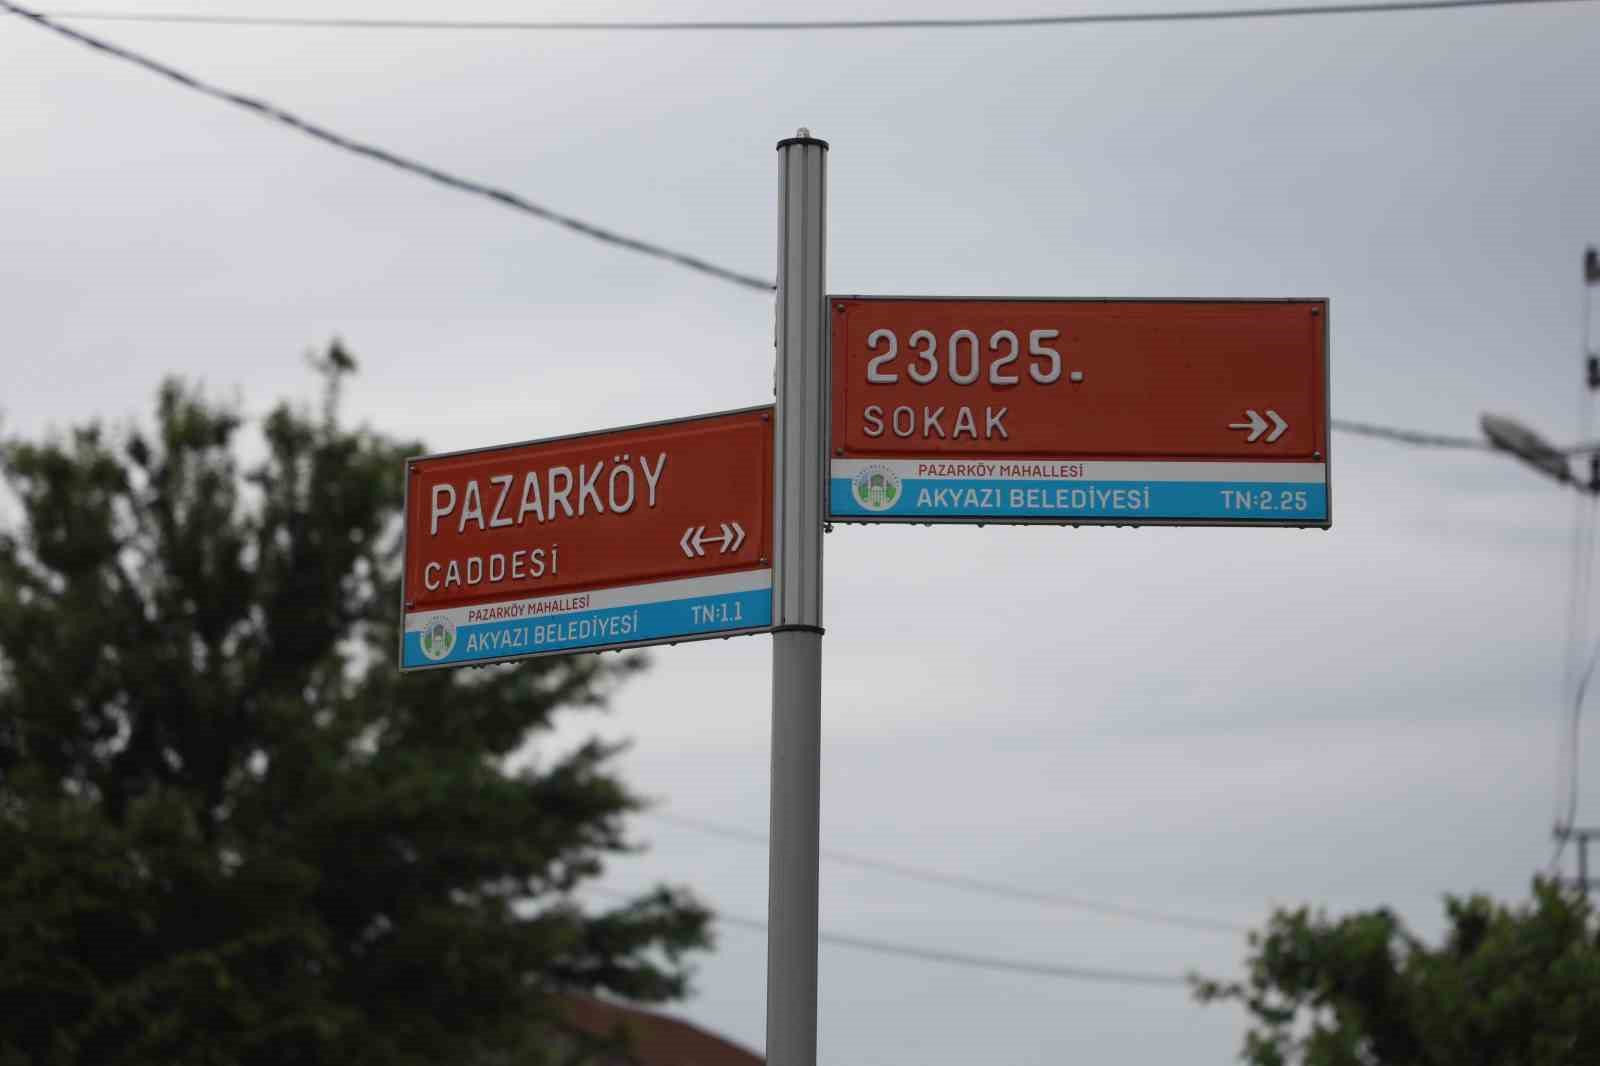 PAZARKÖY
CADDESİ
PAZARKÖY MAHALLESİ
AKYAZI BELEDİYESİ TN:1.1
23025.
SOKAK
PAZARKÖY MAHALLESİ
AKYAZI BELEDİYESİ TN:2.25